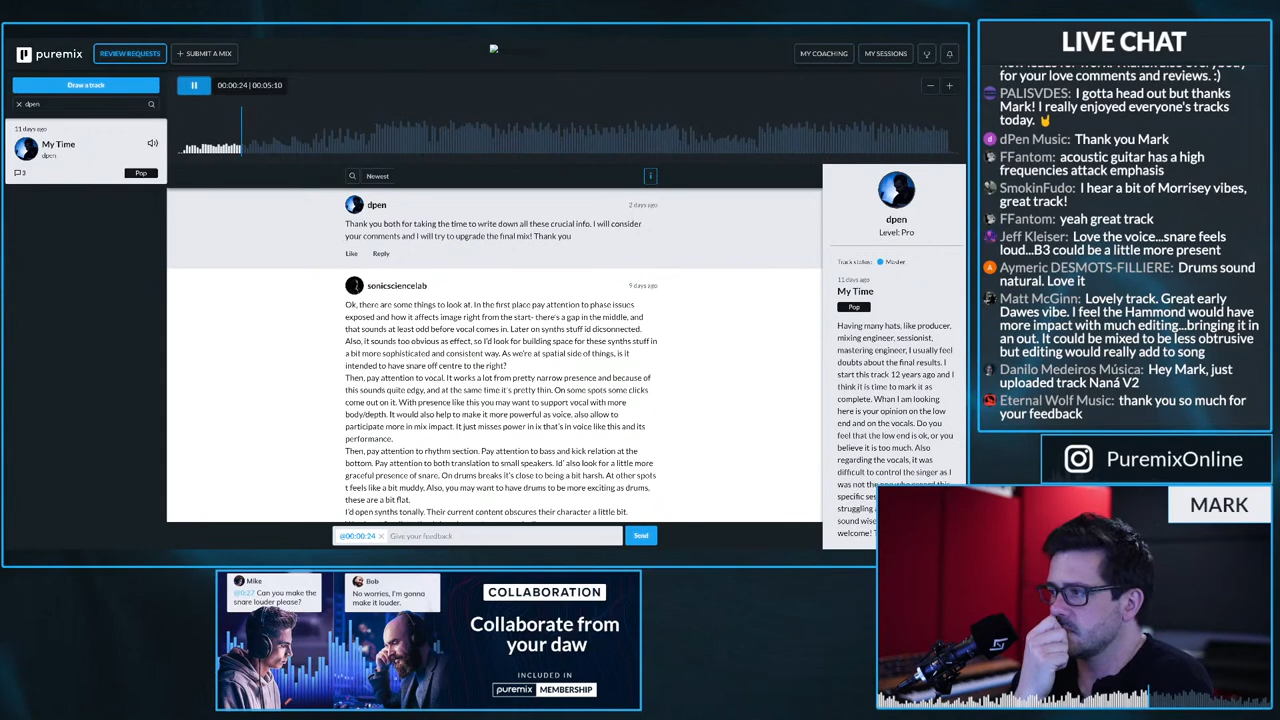 puremix
REVIEW REQUESTS
+ SUBMIT A MIX
MY COACHING
MY SESSIONS
Draw a track
× dpen
00:00:24 | 00:05:10
11 days ago
My Time
dpen
3
Pop
Newest
i
dpen
2 days ago
Thank you both for taking the time to write down all these crucial info. I will consider
your comments and I will try to upgrade the final mix! Thank you
Like Reply
sonicsciencelab
9 days ago
Ok, there are some things to look at. In the first place pay attention to phase issues
exposed and how it affects image right from the start- there's a gap in the middle, and
that sounds at least odd before vocal comes in. Later on synths stuff id dicsonnected.
Also, it sounds too obvious as effect, so I'd look for building space for these synths stuff in
a bit more sophisticated and consistent way. As we're at spatial side of things, is it
intended to have snare off centre to the right?
Then, pay attention to vocal. It works a lot from pretty narrow presence and because of
this sounds quite edgy, and at the same time it's pretty thin. On some spots some clicks
come out on it. With presence like this you may want to support vocal with more
body/depth. It would also help to make it more powerful as voice, also allow to
participate more in mix impact. It just misses power in ix that's in voice like this and its
performance.
Then, pay attention to rhythm section. Pay attention to bass and kick relation at the
bottom. Pay attention to both translation to small speakers. Id' also look for a little more
graceful presence of snare. On drums break it's close to being a bit harsh. At other spots
t feels like a bit muddy. Also, you may want to have drums to be more exciting as drums,
these are a bit flat.
I'd open synths tonally. Their current content obscures their character a little bit.
@00:00:24 × Give your feedback
Send
dpen
Level: Pro
Track status: Master
11 days ago
My Time
Pop
Having many hats, like producer,
mixing engineer, sessionist,
mastering engineer, I usually feel
doubts about the final results. I
start this track 12 years ago and I
think it is time to mark it as
complete. When I am looking
here is your opinion on the low
end and on the vocals. Do you
feel that the low end is ok, or you
believe it is too much. Also
regarding the vocals, it was
difficult to control the singer as I
was not the
specific ses
struggling
sound wise
welcome! T
LIVE CHAT
for your love comments and reviews. :)
PALISVDES: I gotta head out but thanks
Mark! I really enjoyed everyone's tracks
today. 🤘
dPen Music: Thank you Mark
FFantom: acoustic guitar has a high
frequencies attack emphasis
SmokinFudo: I hear a bit of Morrisey vibes,
great track!
FFantom: yeah great track
Jeff Kleiser: Love the voice...snare feels
loud...B3 could be a little more present
Aymeric DESMOTS-FILLIERE: Drums sound
natural. Love it
Matt McGinn: Lovely track. Great early
Dawes vibe. I feel the Hammond would have
more impact with much editing...bringing it in
an out. It could be mixed to be less obtrusive
but editing would really add to song
Danilo Medeiros Música: Hey Mark, just
uploaded track Naná V2
Eternal Wolf Music: thank you so much for
your feedback
PuremixOnline
MARK
Mike
@0:27 Can you make the
snare louder please?
Bob
No worries, I'm gonna
make it louder.
COLLABORATION
Collaborate from
your daw
INCLUDED IN
puremix MEMBERSHIP